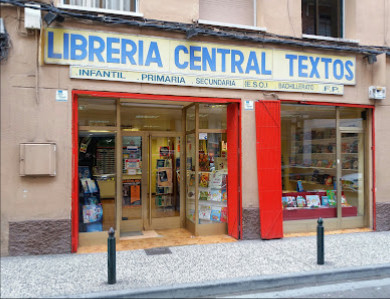 LIBRERIA CENTRAL TEXTOS
INFANTIL . PRIMARIA . SECUNDARIA (E.S.O.) BACHILLERATO . F.P.